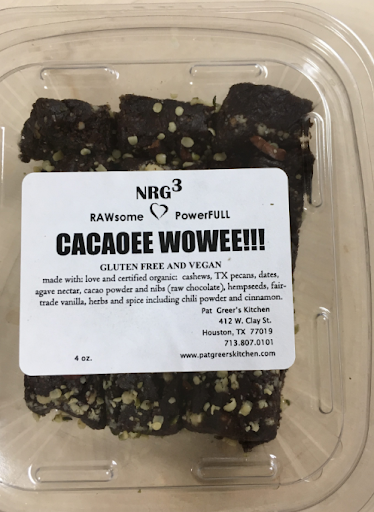 NRG3
RAWsome PowerFULL
CACAOEE WOWEE!!!
GLUTEN FREE AND VEGAN
made with: love and certified organic: cashews, TX pecans, dates,
agave nectar, cacao powder and nibs (raw chocolate), hempseeds, fair-
trade vanilla, herbs and spice including chili powder and cinnamon.
Pat Greer's Kitchen
412 W. Clay St.
Houston, TX 77019
713.807.0101
4 oz. www.patgreerskitchen.com